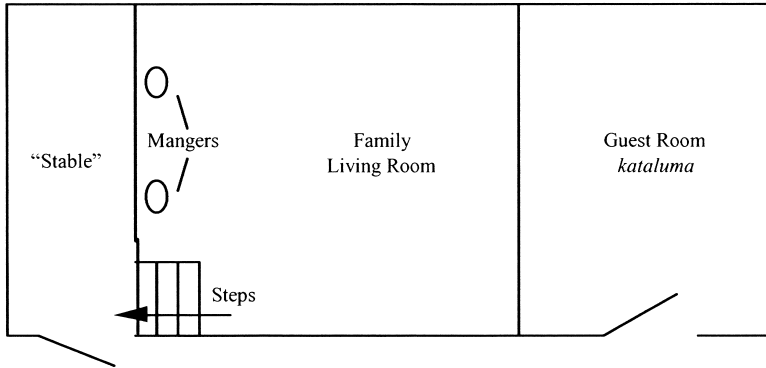 “Stable”
Mangers
Family
Living Room
Guest Room
kataluma
Steps